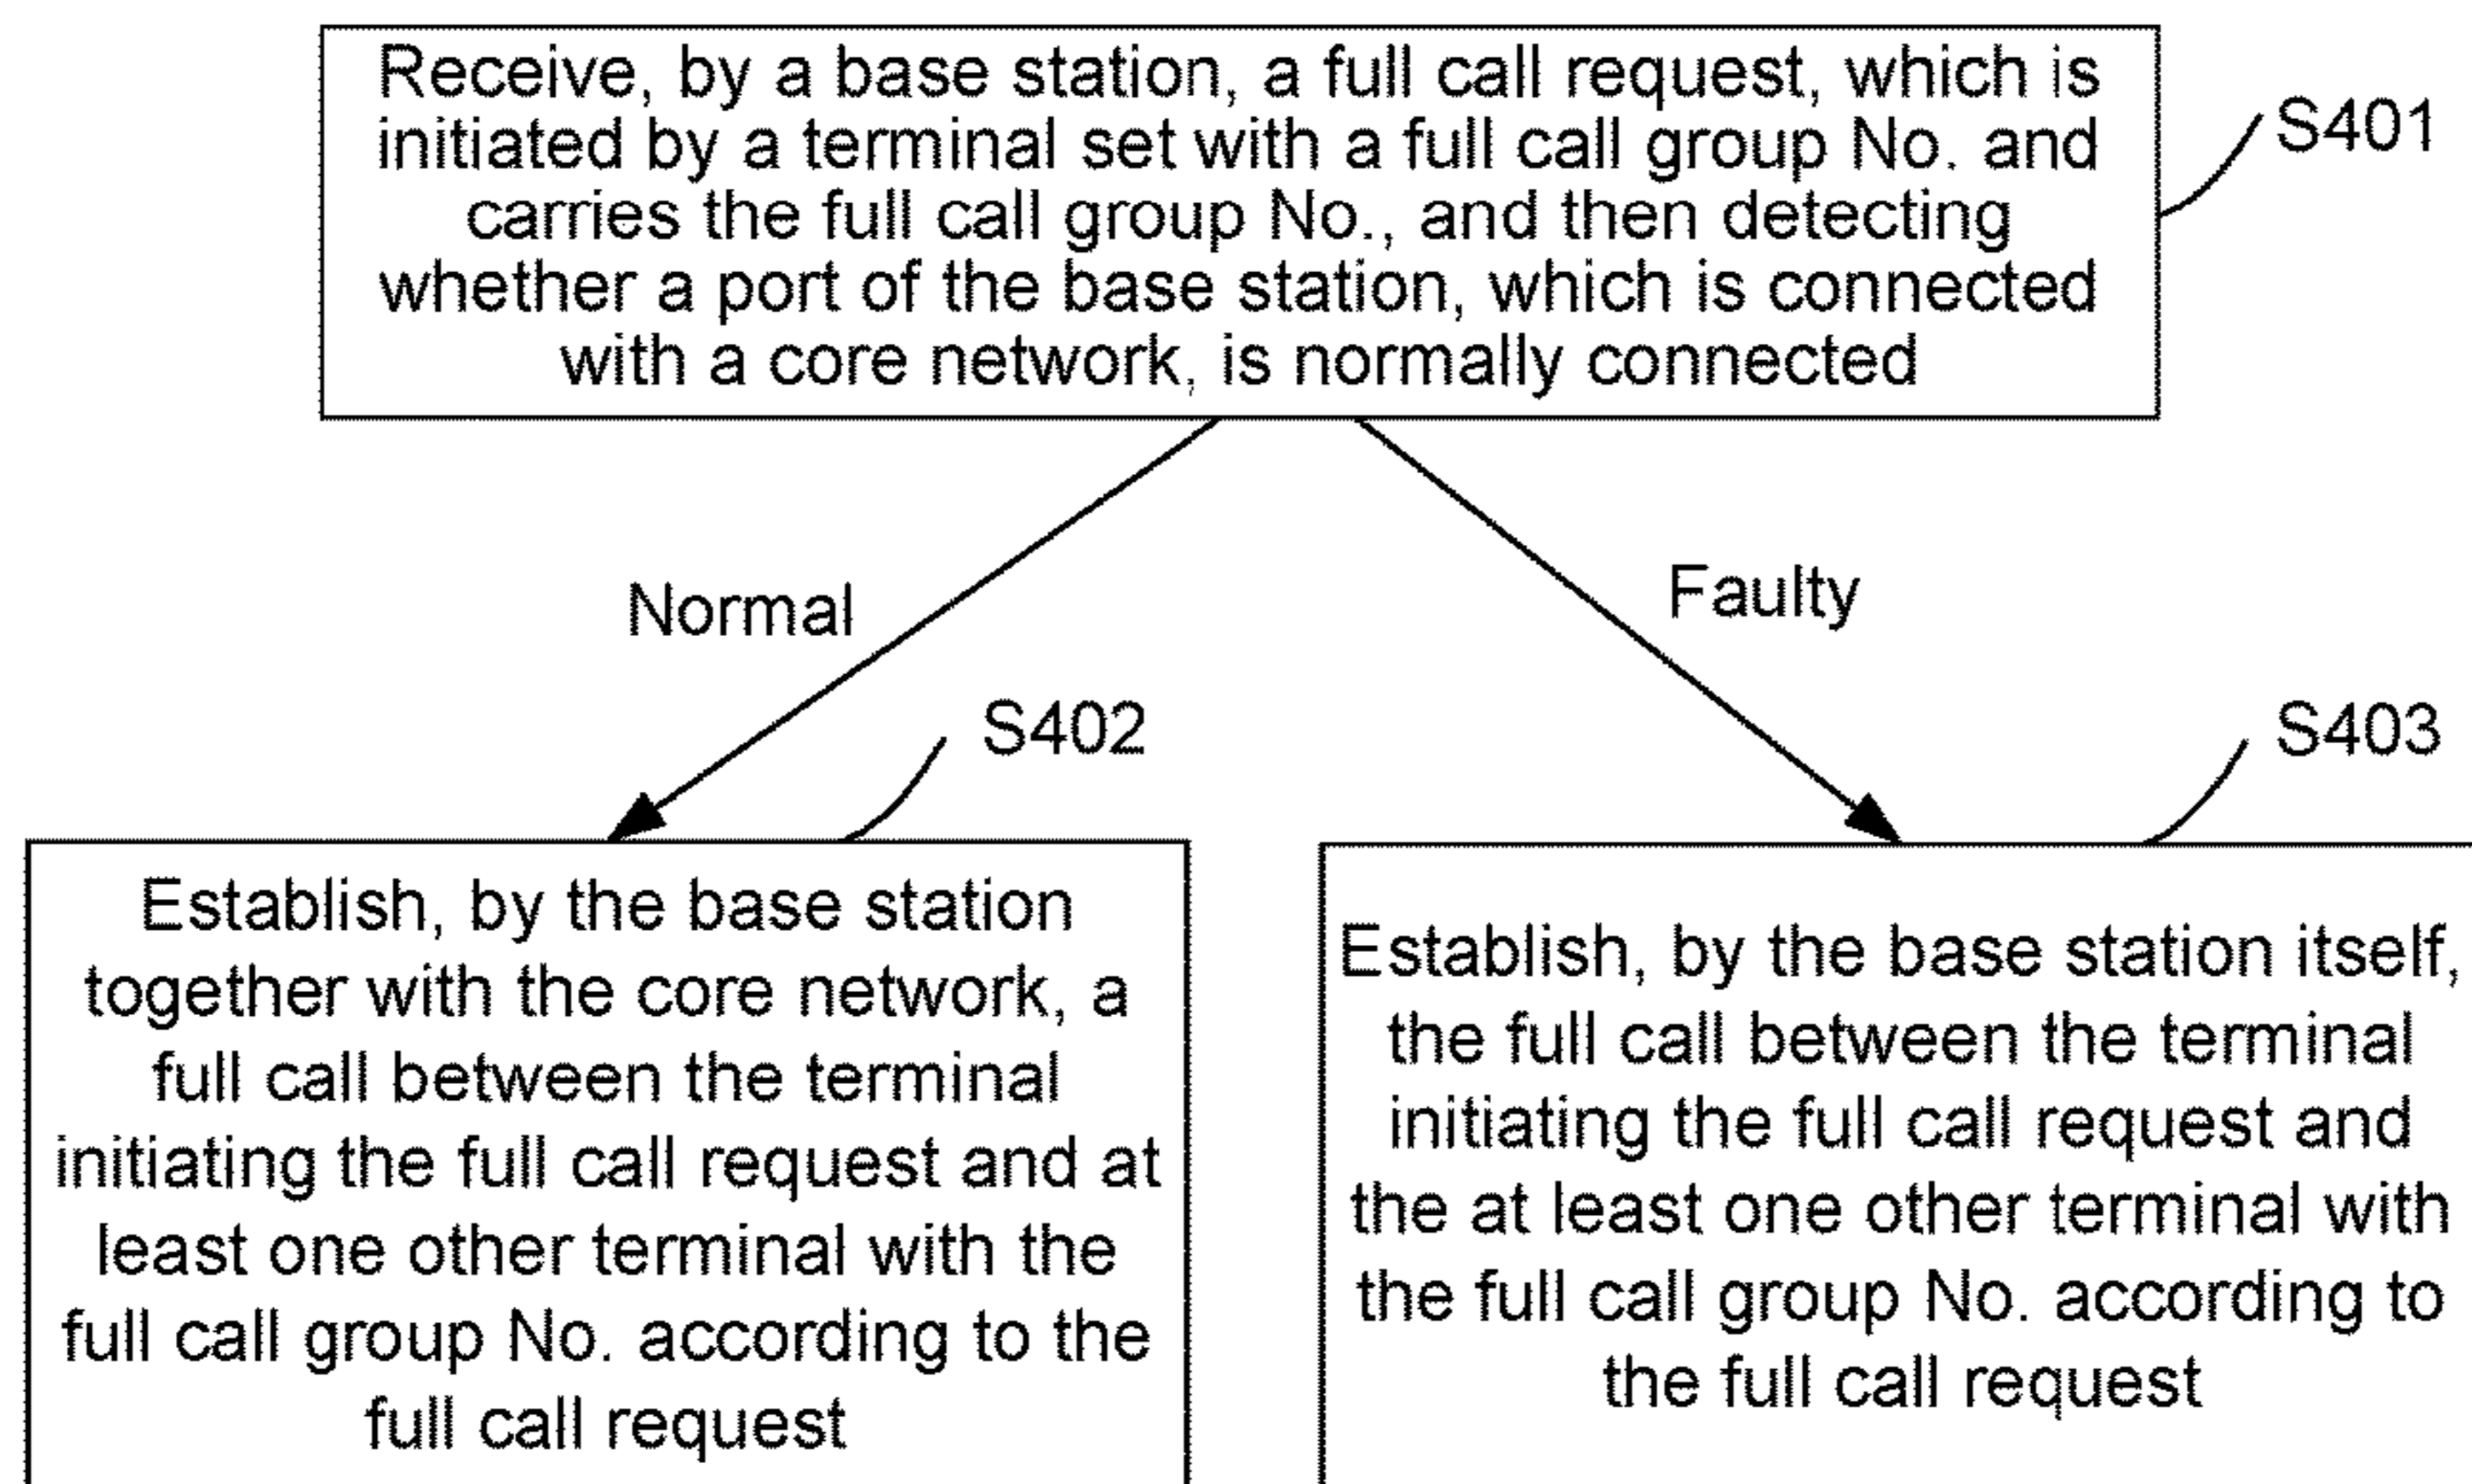 Receive, by a base station, a full call request, which is
initiated by a terminal set with a full call group No. and
carries the full call group No., and then detecting
whether a port of the base station, which is connected
with a core network, is normally connected
S401
Normal
Faulty
S402
S403
Establish, by the base station
together with the core network, a
full call between the terminal
initiating the full call request and at
least one other terminal with the
full call group No. according to the
full call request
Establish, by the base station itself,
the full call between the terminal
initiating the full call request and
the at least one other terminal with
the full call group No. according to
the full call request